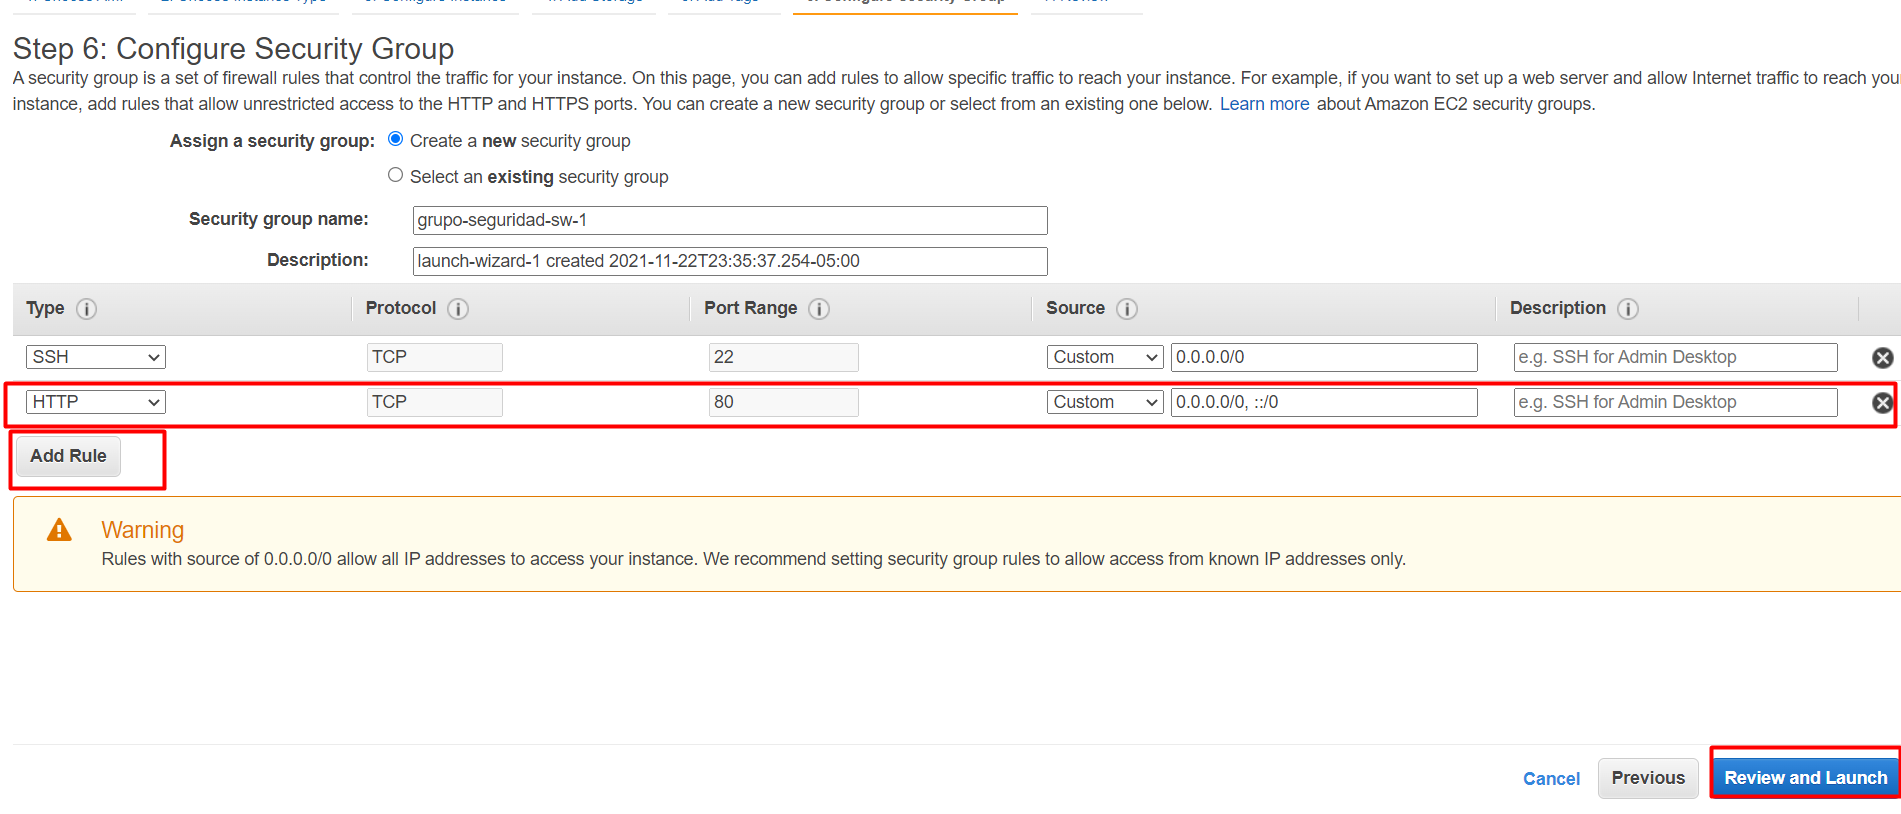 6. Configure Security Group
Step 6: Configure Security Group
A security group is a set of firewall rules that control the traffic for your instance. On this page, you can add rules to allow specific traffic to reach your instance. For example, if you want to set up a web server and allow Internet traffic to reach your
instance, add rules that allow unrestricted access to the HTTP and HTTPS ports. You can create a new security group or select from an existing one below. Learn more about Amazon EC2 security groups.
Assign a security group: Create a new security group
Select an existing security group
Security group name: grupo-seguridad-sw-1
Description: launch-wizard-1 created 2021-11-22T23:35:37.254-05:00
Type i Protocol i Port Range i Source i Description i
SSH TCP 22 Custom 0.0.0.0/0 e.g. SSH for Admin Desktop
HTTP TCP 80 Custom 0.0.0.0/0, ::/0 e.g. SSH for Admin Desktop
Add Rule
Warning
Rules with source of 0.0.0.0/0 allow all IP addresses to access your instance. We recommend setting security group rules to allow access from known IP addresses only.
Cancel Previous Review and Launch